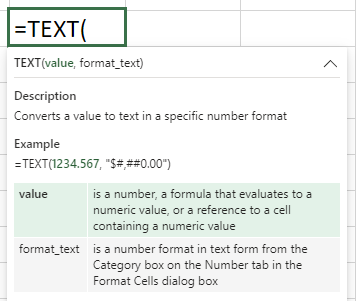 =TEXT(
TEXT(value, format_text)
Description
Converts a value to text in a specific number format
Example
=TEXT(1234.567, "$#,##0.00")
value
is a number, a formula that evaluates to a
numeric value, or a reference to a cell
containing a numeric value
format_text
is a number format in text form from the
Category box on the Number tab in the
Format Cells dialog box